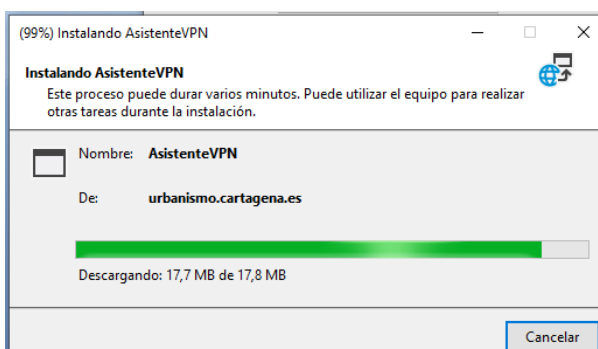 (99%) Instalando AsistenteVPN
Instalando AsistenteVPN
Este proceso puede durar varios minutos. Puede utilizar el equipo para realizar
otras tareas durante la instalación.
Nombre: AsistenteVPN
De: urbanismo.cartagena.es
Descargando: 17,7 MB de 17,8 MB
Cancelar